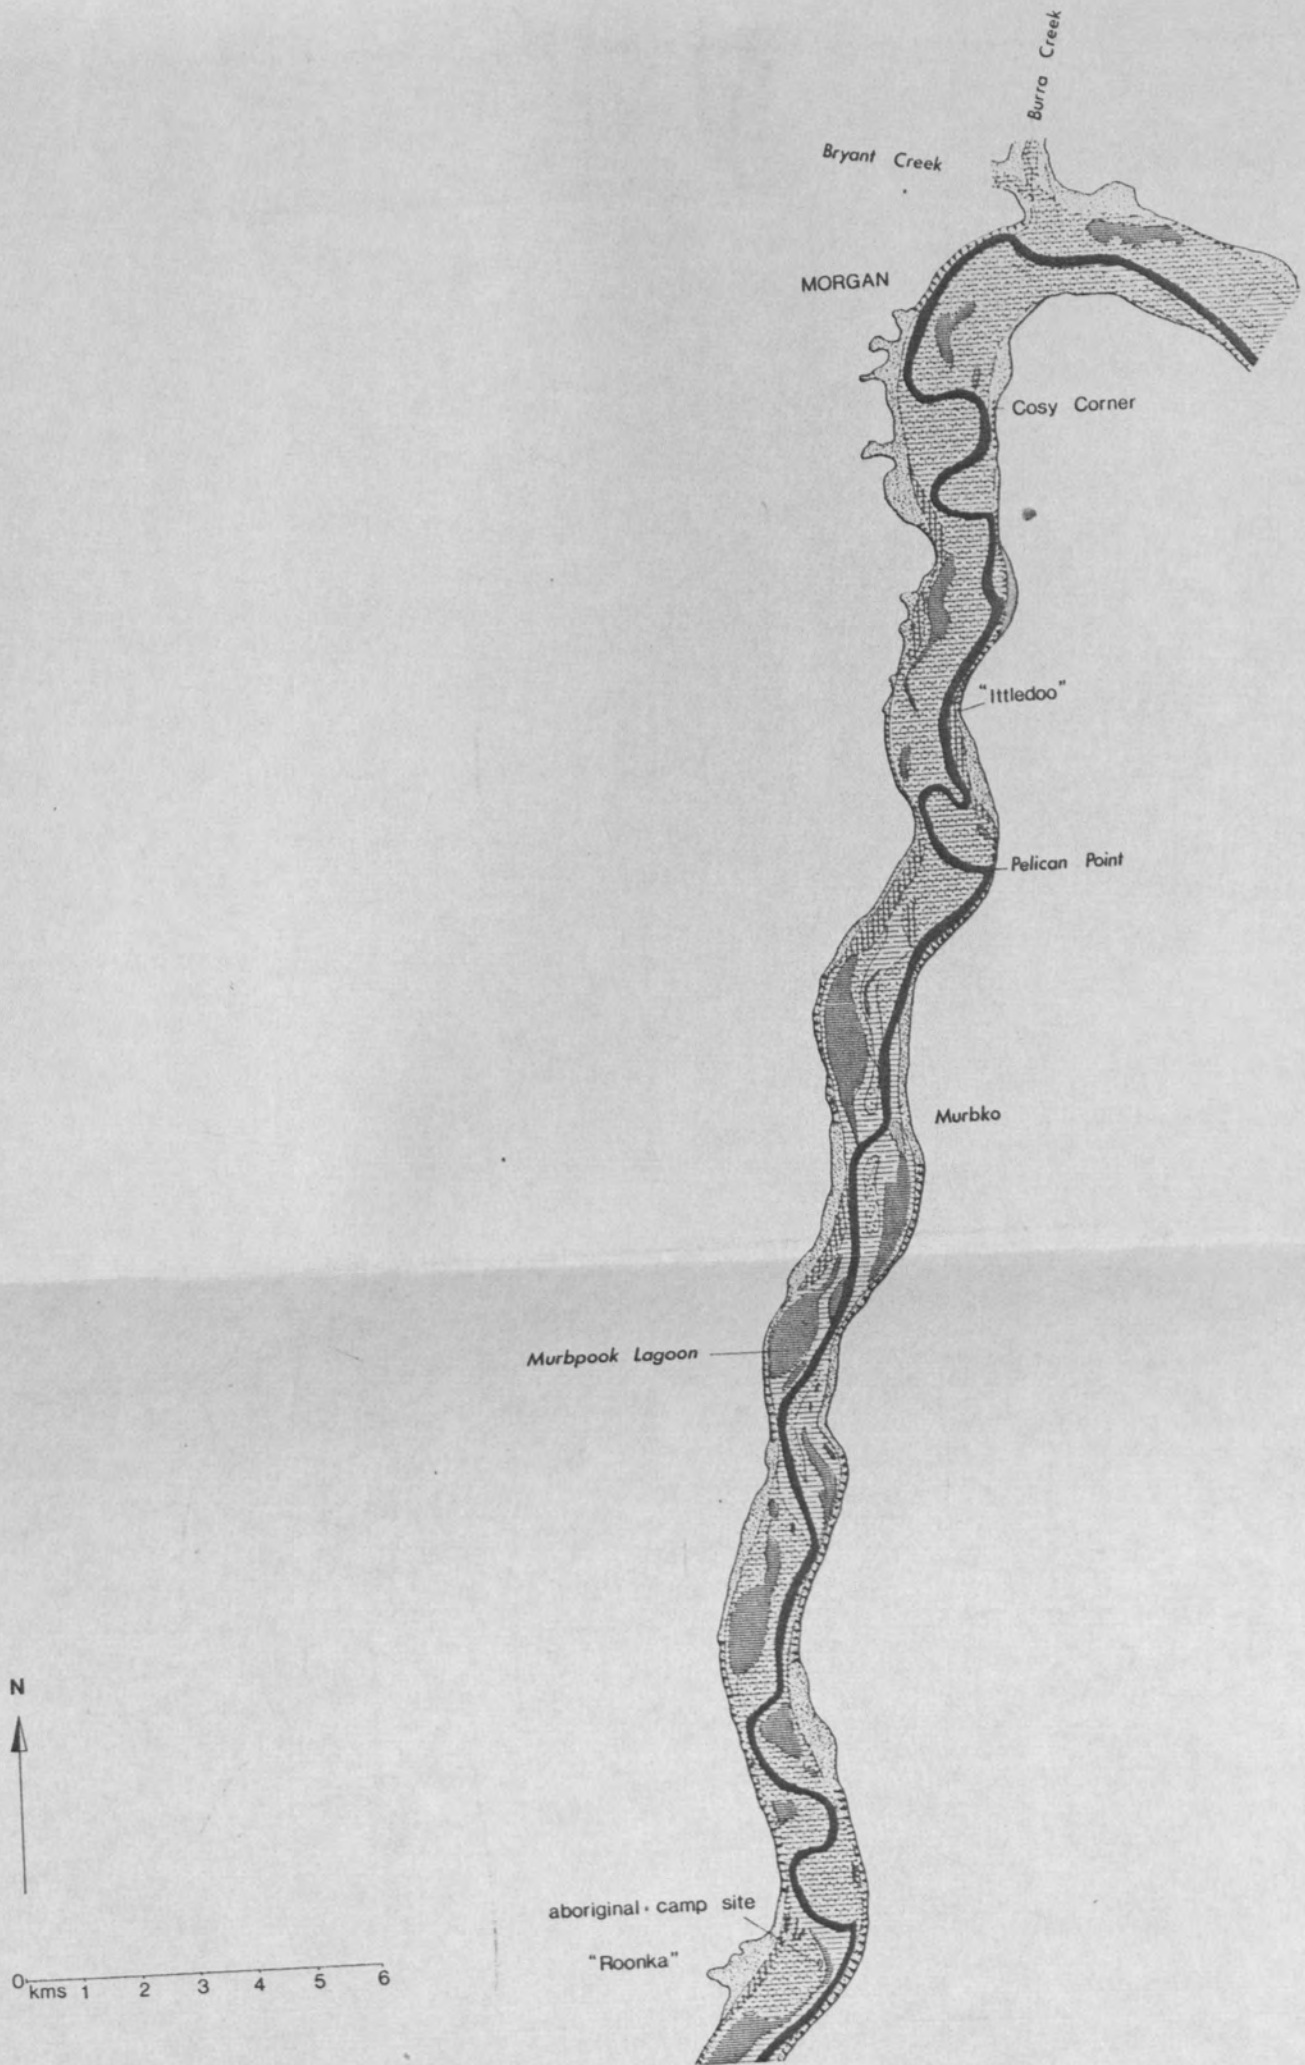 Burra Creek
Bryant Creek
MORGAN
Cosy Corner
"Ittledoo"
Pelican Point
Murbko
Murbpook Lagoon
N
aboriginal camp site
"Roonka"
0 kms 1 2 3 4 5 6